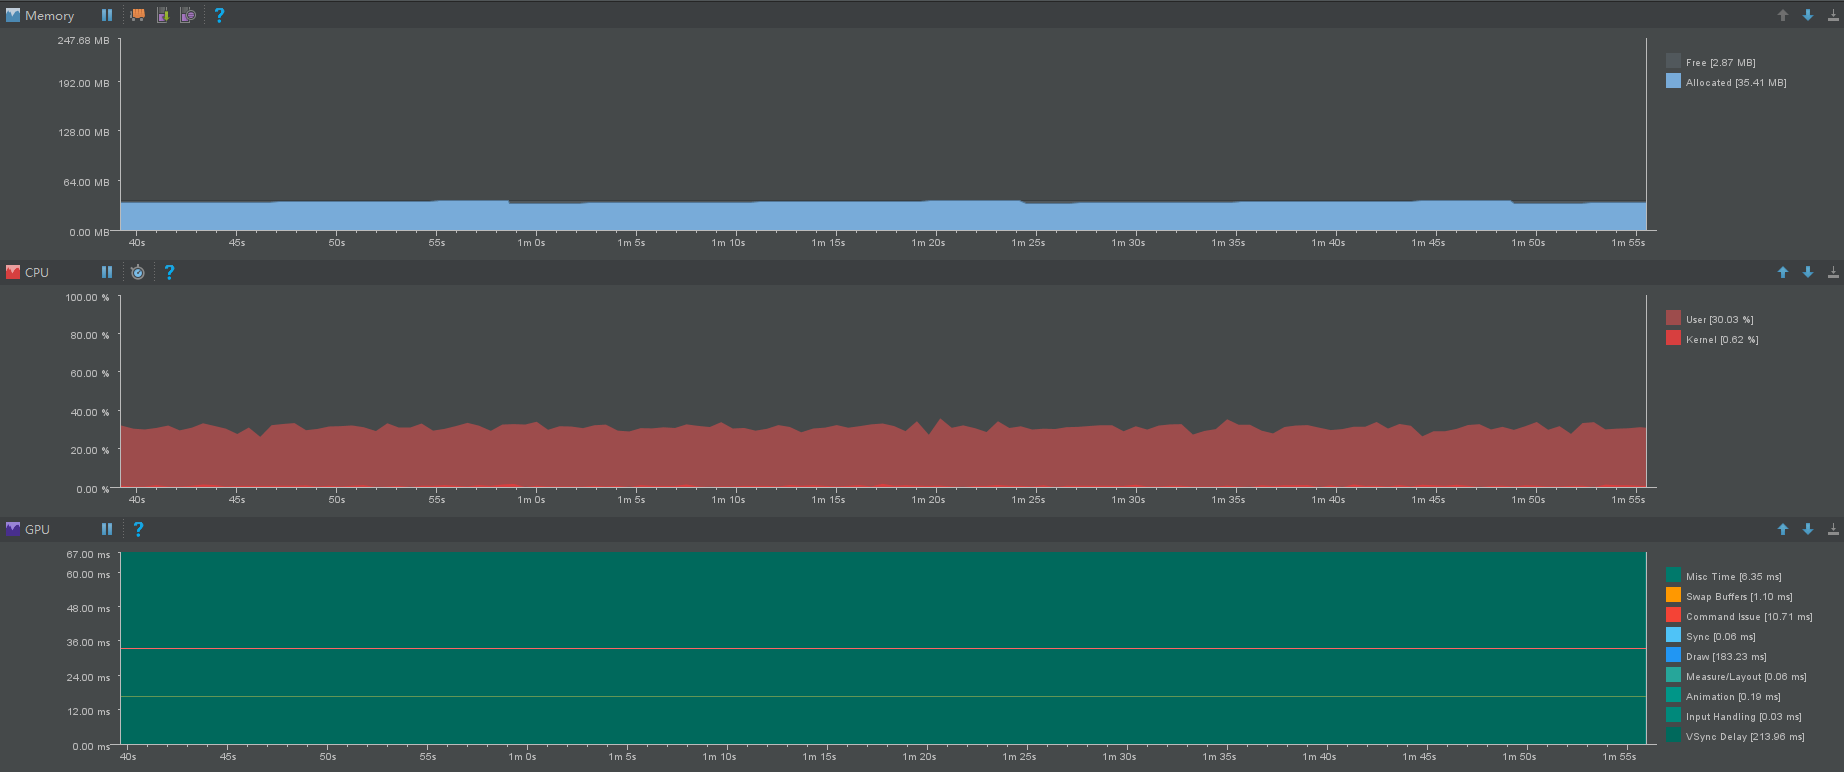 Memory ?
247.68 MB
192.00 MB
128.00 MB
64.00 MB
0.00 MB
40s 45s 50s 55s 1m 0s 1m 5s 1m 10s 1m 15s 1m 20s 1m 25s 1m 30s 1m 35s 1m 40s 1m 45s 1m 50s 1m 55s
Free [2.87 MB]
Allocated [35.41 MB]
CPU ?
100.00 %
80.00 %
60.00 %
40.00 %
20.00 %
0.00 %
40s 45s 50s 55s 1m 0s 1m 5s 1m 10s 1m 15s 1m 20s 1m 25s 1m 30s 1m 35s 1m 40s 1m 45s 1m 50s 1m 55s
User [30.03 %]
Kernel [0.62 %]
GPU ?
67.00 ms
60.00 ms
48.00 ms
36.00 ms
24.00 ms
12.00 ms
0.00 ms
40s 45s 50s 55s 1m 0s 1m 5s 1m 10s 1m 15s 1m 20s 1m 25s 1m 30s 1m 35s 1m 40s 1m 45s 1m 50s 1m 55s
Misc Time [6.35 ms]
Swap Buffers [1.10 ms]
Command Issue [10.71 ms]
Sync [0.06 ms]
Draw [183.23 ms]
Measure/Layout [0.06 ms]
Animation [0.19 ms]
Input Handling [0.03 ms]
VSync Delay [213.96 ms]